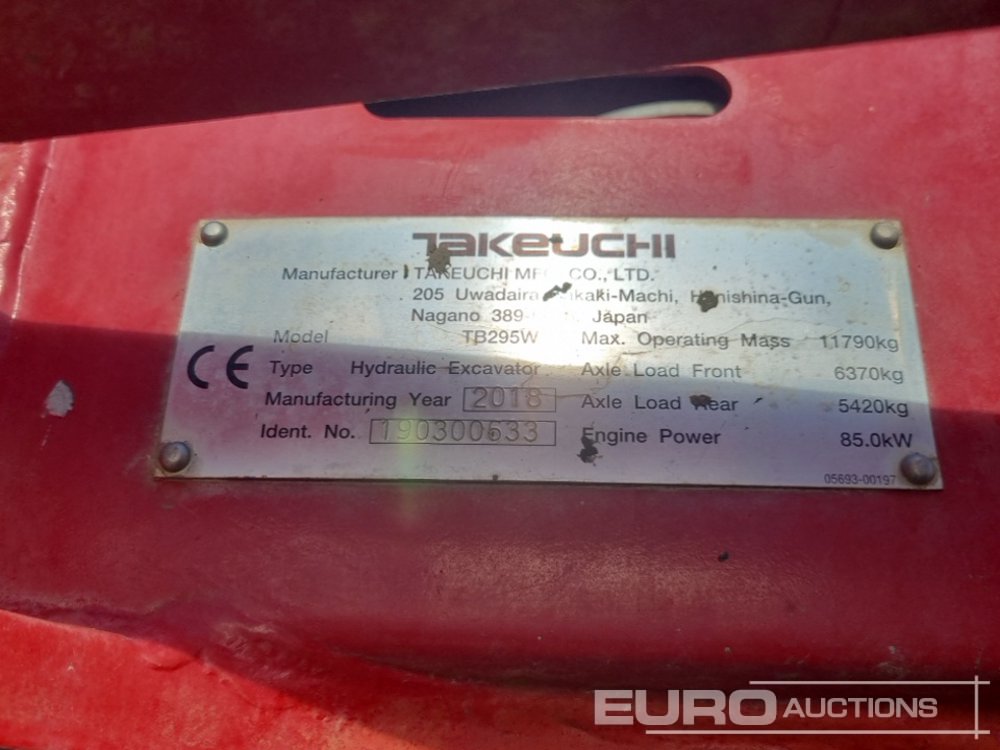 TAKEUCHI
Manufacturer TAKEUCHI CO., LTD.
205 Uwadaira
Nagano Japan
Model TB295W Max. Operating Mass 11790kg
CE Type Hydraulic Excavator Axle Load Front 6370kg
Manufacturing Year 2018 Axle Load Rear 5420kg
Ident. No. 190300633 Engine Power 85.0kW
05693-00197
EURO AUCTIONS